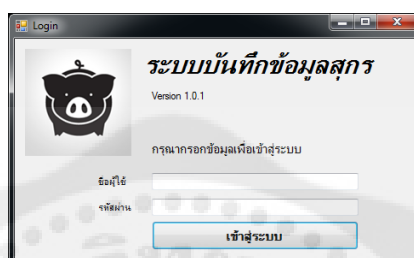 Login
ระบบบันทึกข้อมูลสุกร
Version 1.0.1
กรุณากรอกข้อมูลเพื่อเข้าสู่ระบบ
ชื่อผู้ใช้
รหัสผ่าน
เข้าสู่ระบบ